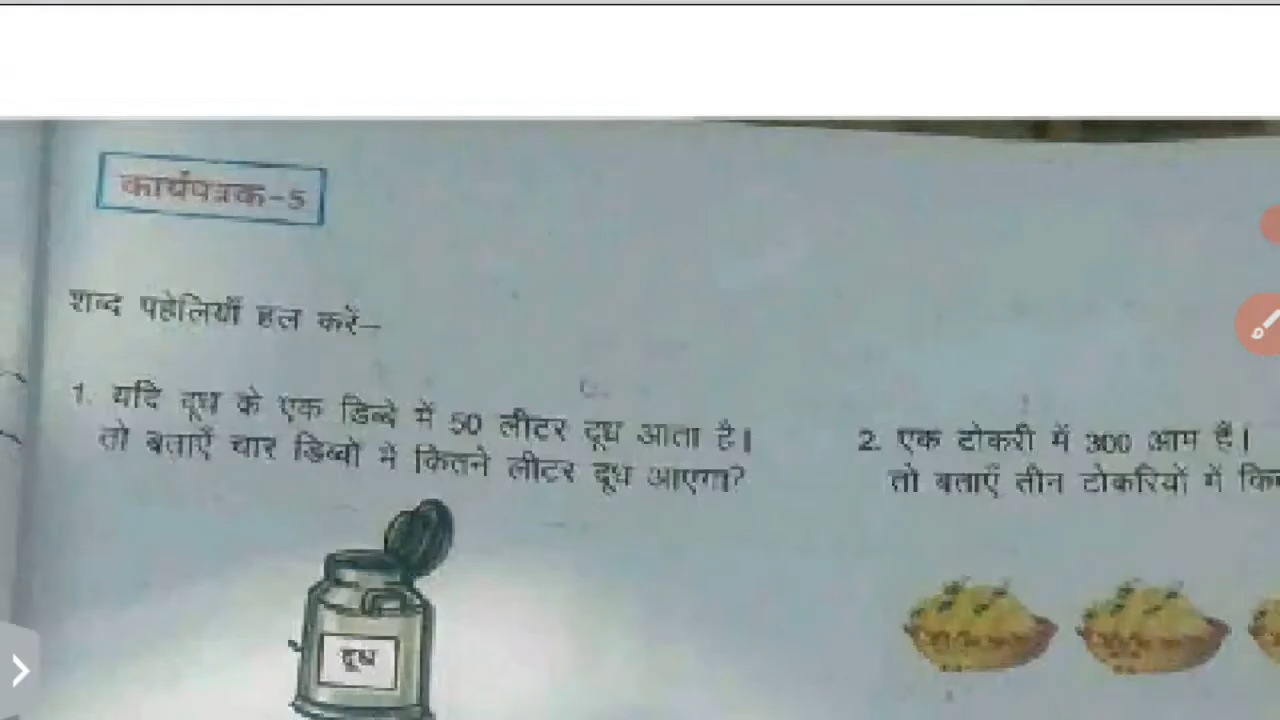 कार्यपत्रक-5
शब्द पहेलियाँ हल करें–
1. यदि दूध के एक डिब्बे में 50 लीटर दूध आता है।
तो बताएँ चार डिब्बों में कितने लीटर दूध आएगा?
2. एक टोकरी में 300 आम हैं।
तो बताएँ तीन टोकरियों में
दूध